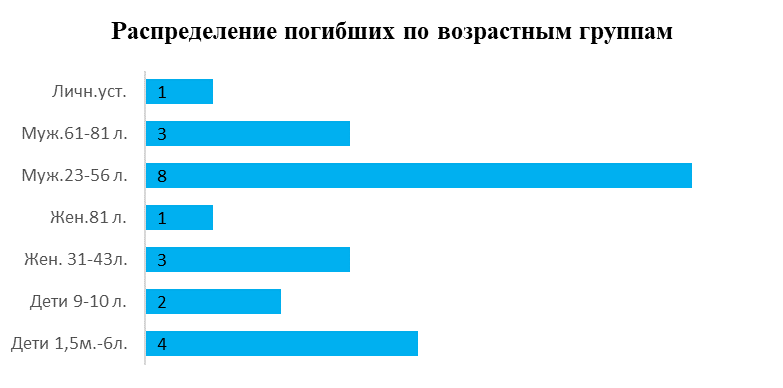 Распределение погибших по возрастным группам
Личн.уст. 1
Муж.61-81 л. 3
Муж.23-56 л. 8
Жен.81 л. 1
Жен. 31-43л. 3
Дети 9-10 л. 2
Дети 1,5м.-6л. 4